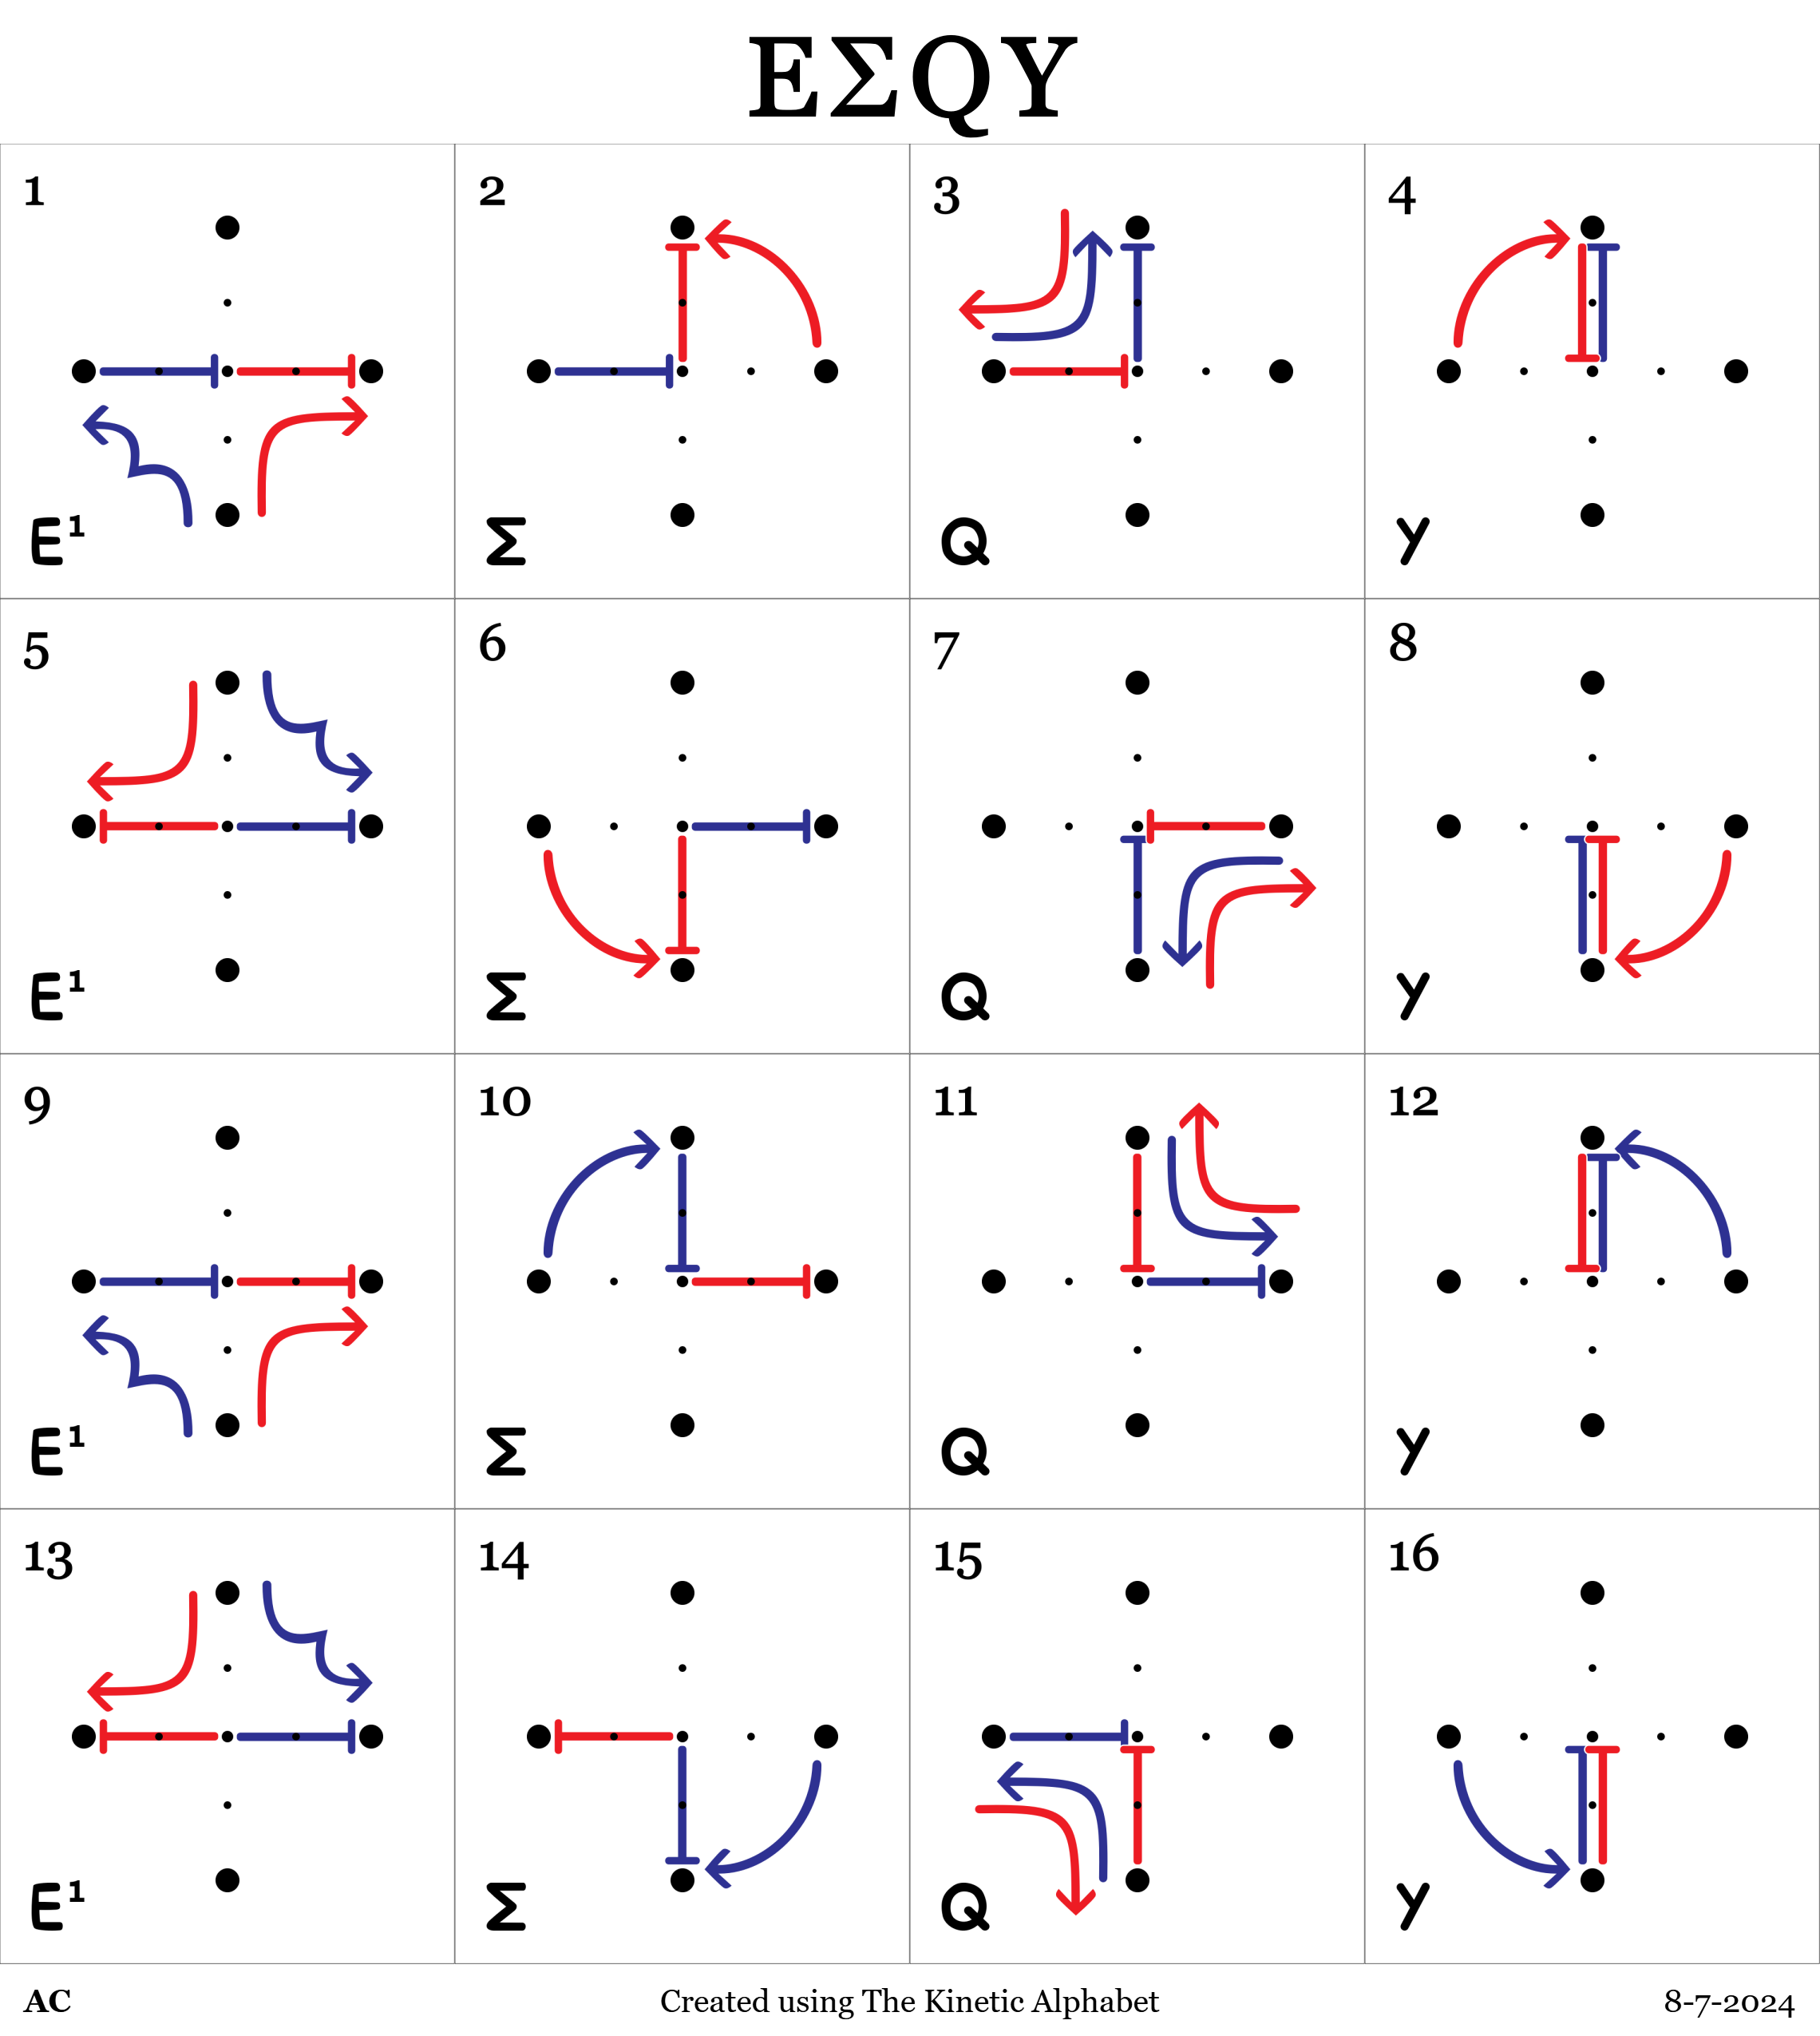 EΣQY
1 2 3 4
E¹ Σ Q Y
5 6 7 8
E¹ Σ Q Y
9 10 11 12
E¹ Σ Q Y
13 14 15 16
E¹ Σ Q Y
AC Created using The Kinetic Alphabet 8-7-2024